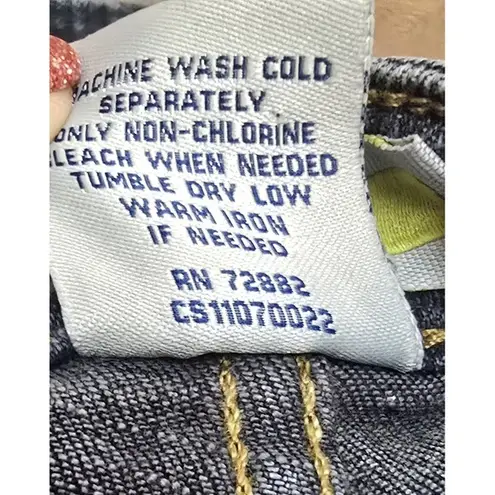 MACHINE WASH COLD
SEPARATELY
ONLY NON-CHLORINE
BLEACH WHEN NEEDED
TUMBLE DRY LOW
WARM IRON
IF NEEDED
RN 72882
CS11070022